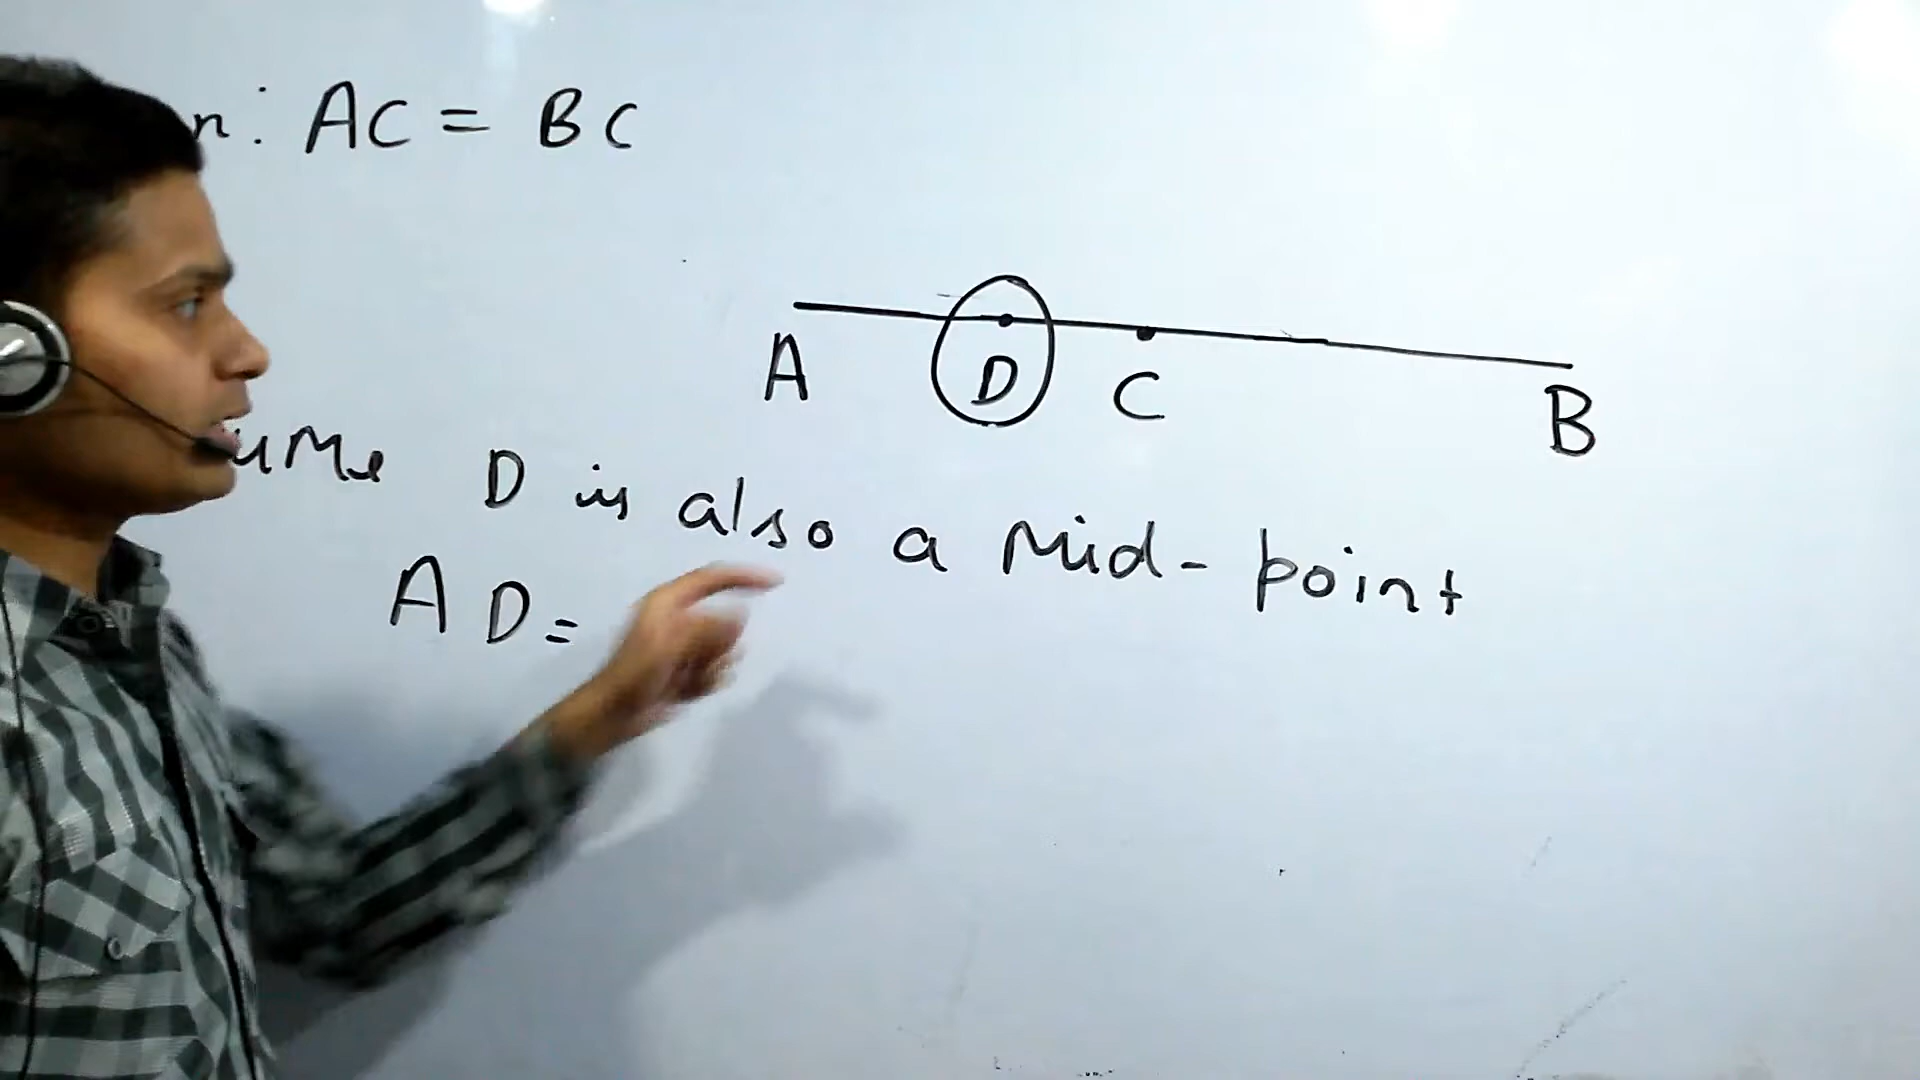 n: AC = BC
A D C B
ume D is also a Mid-point
AD=